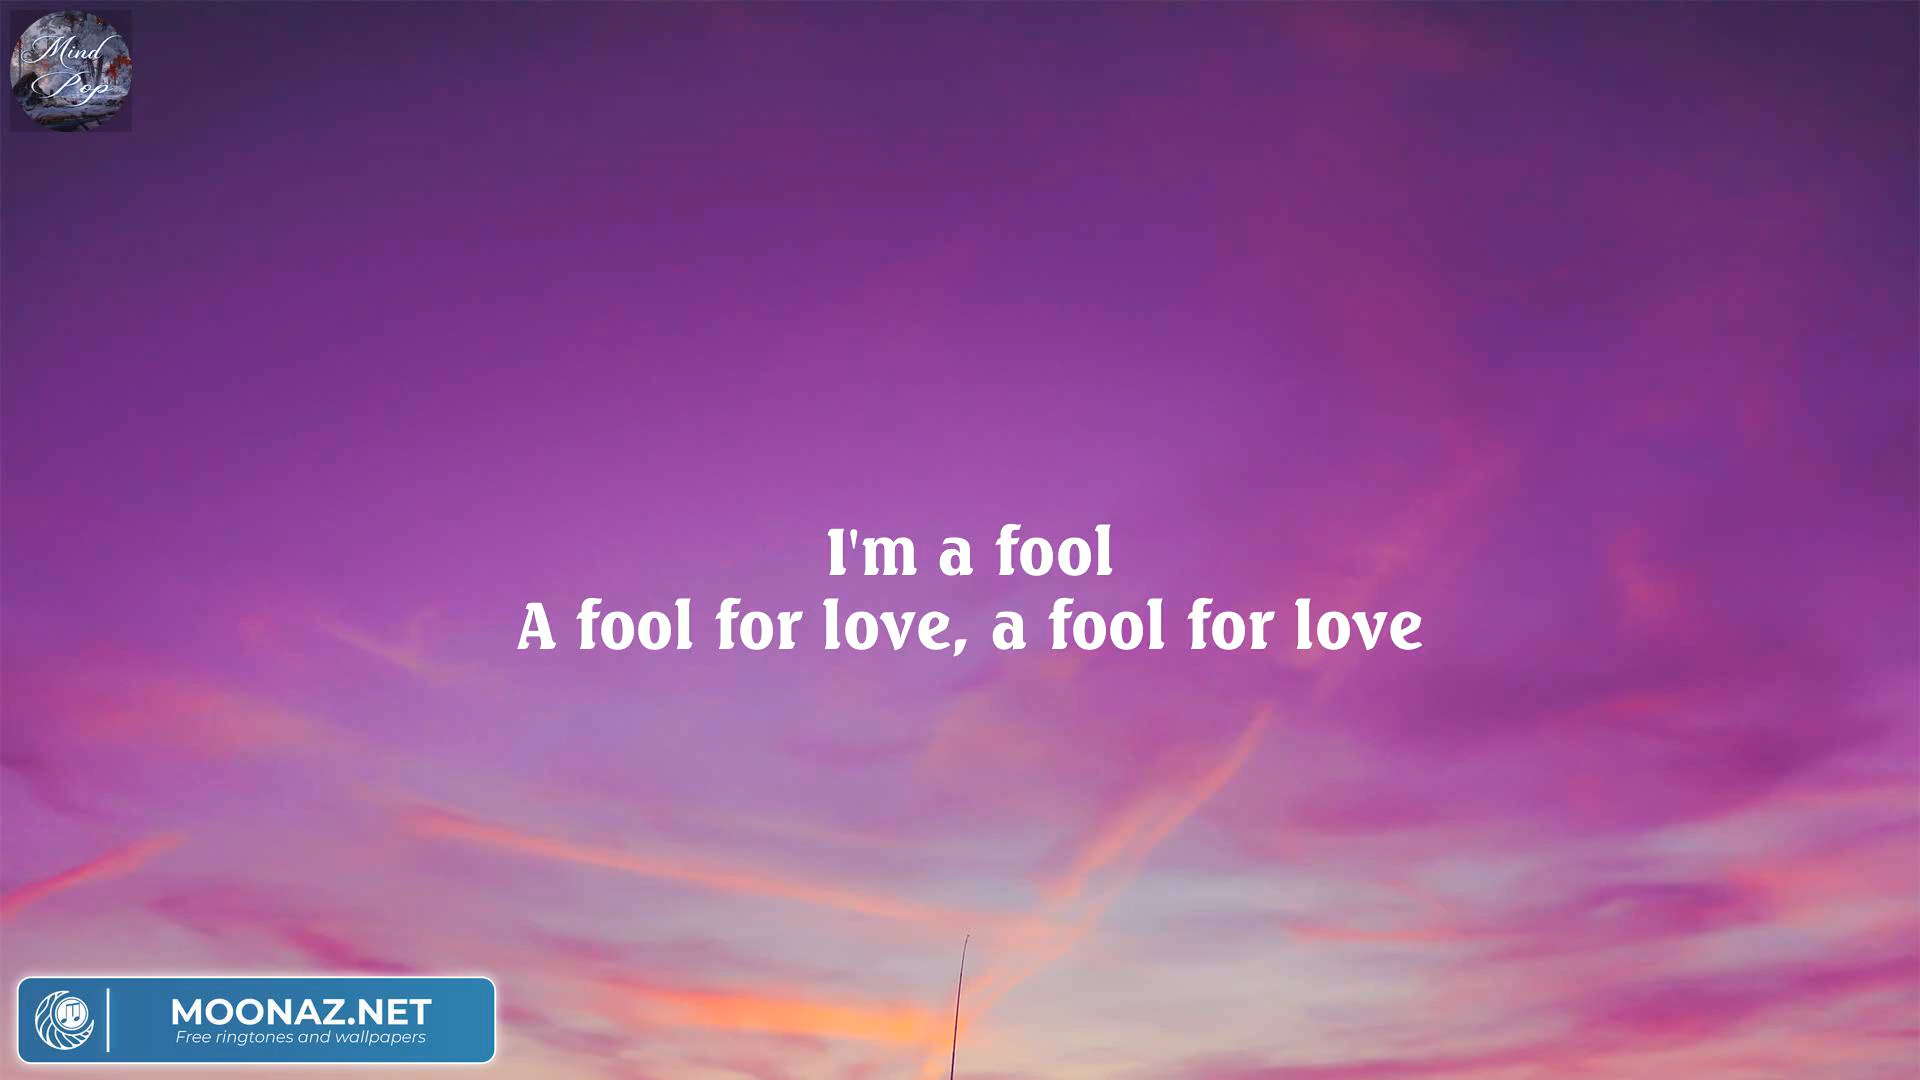 Mind
Pop
I'm a fool
A fool for love, a fool for love
MOONAZ.NET
Free ringtones and wallpapers